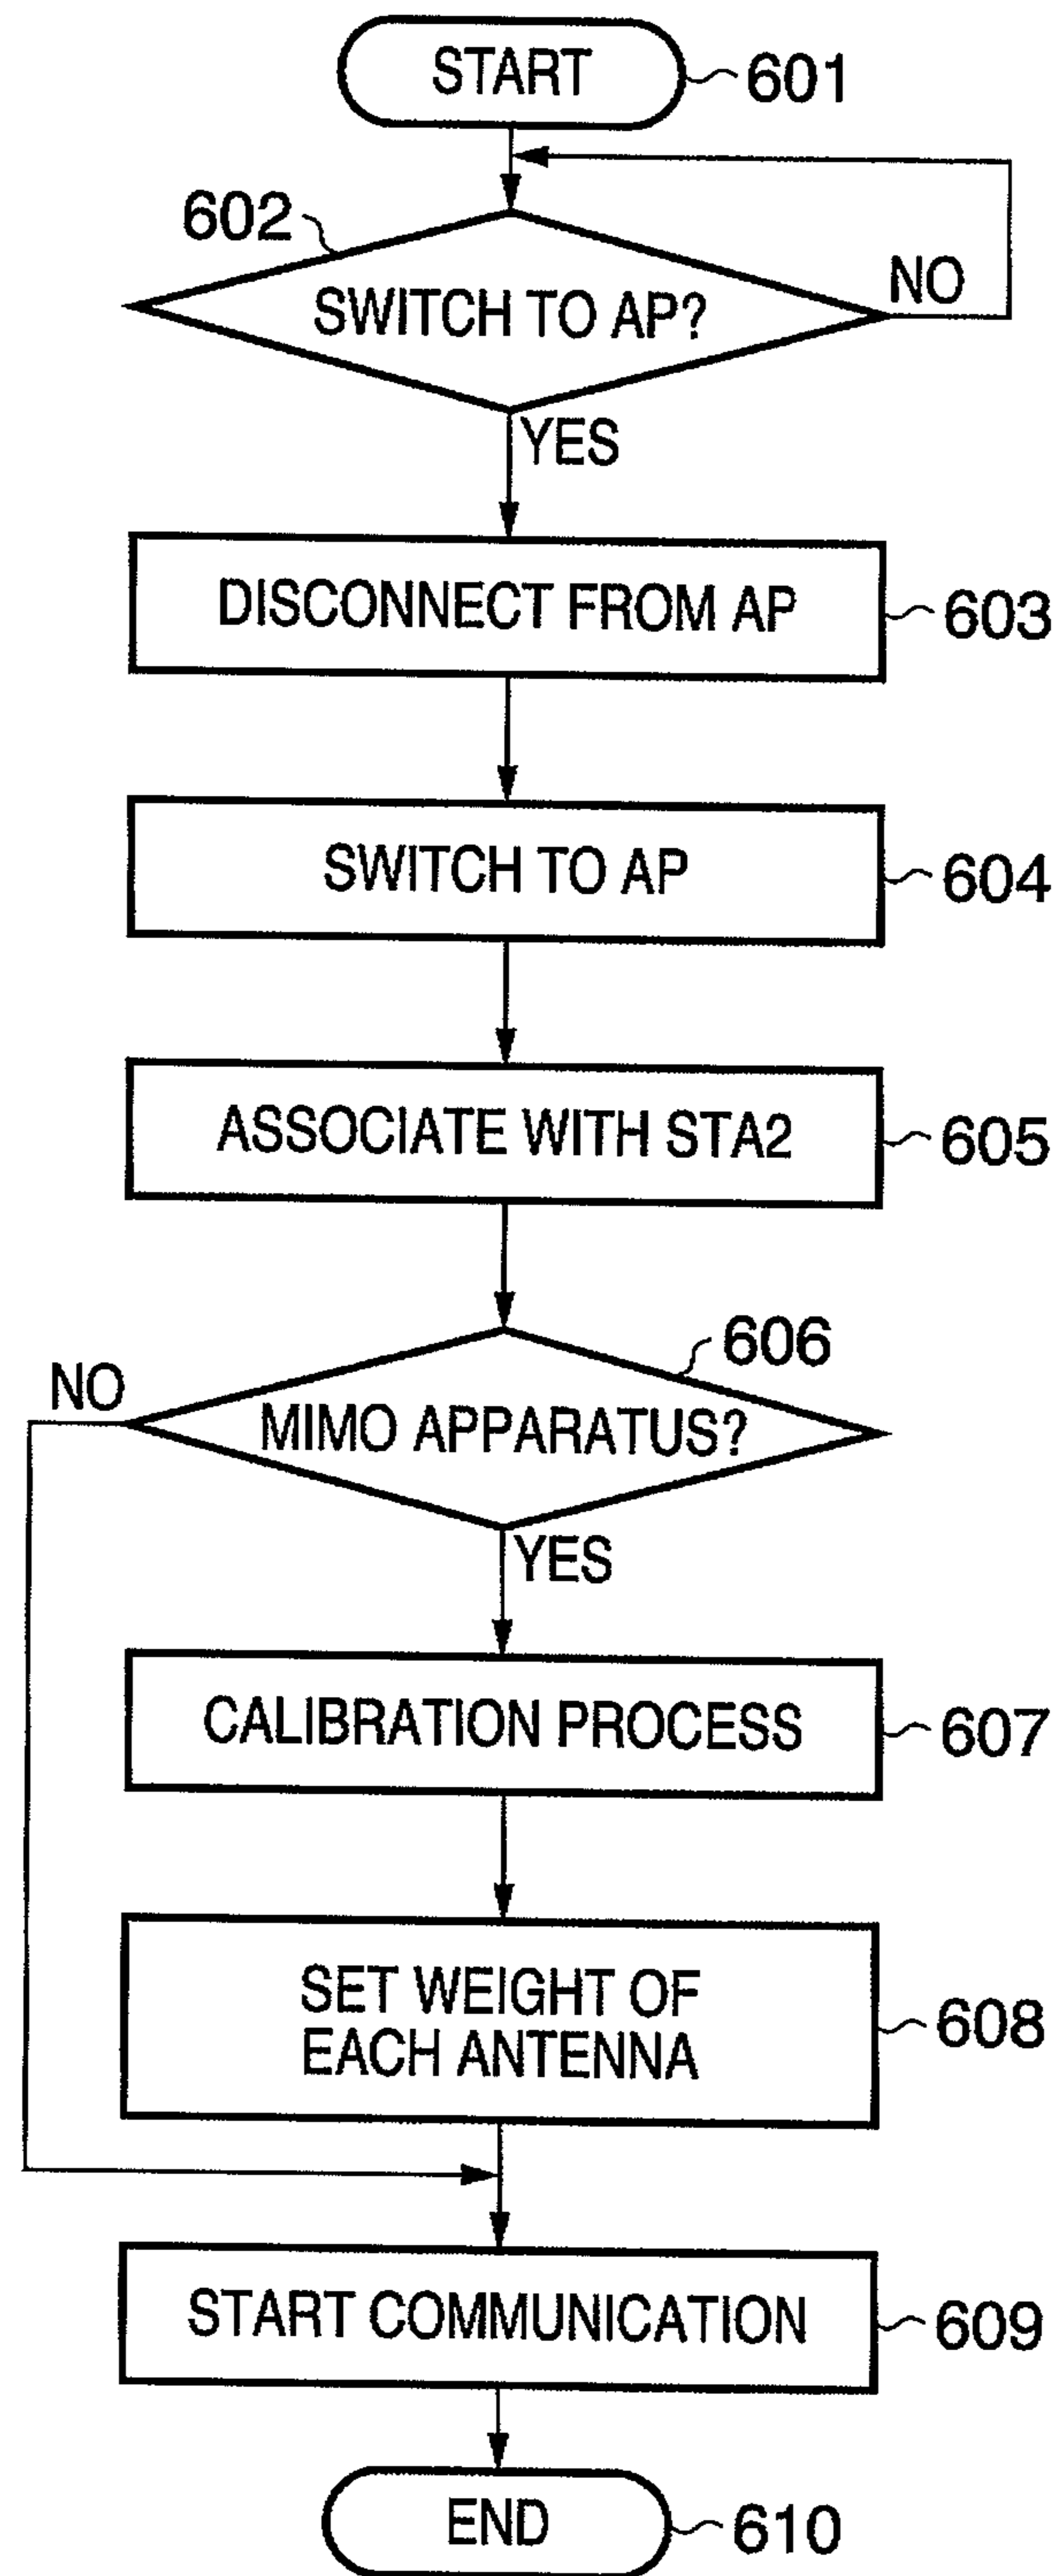 START
601
602
SWITCH TO AP?
NO
YES
DISCONNECT FROM AP
603
SWITCH TO AP
604
ASSOCIATE WITH STA2
605
606
NO
MIMO APPARATUS?
YES
CALIBRATION PROCESS
607
SET WEIGHT OF
EACH ANTENNA
608
START COMMUNICATION
609
END
610